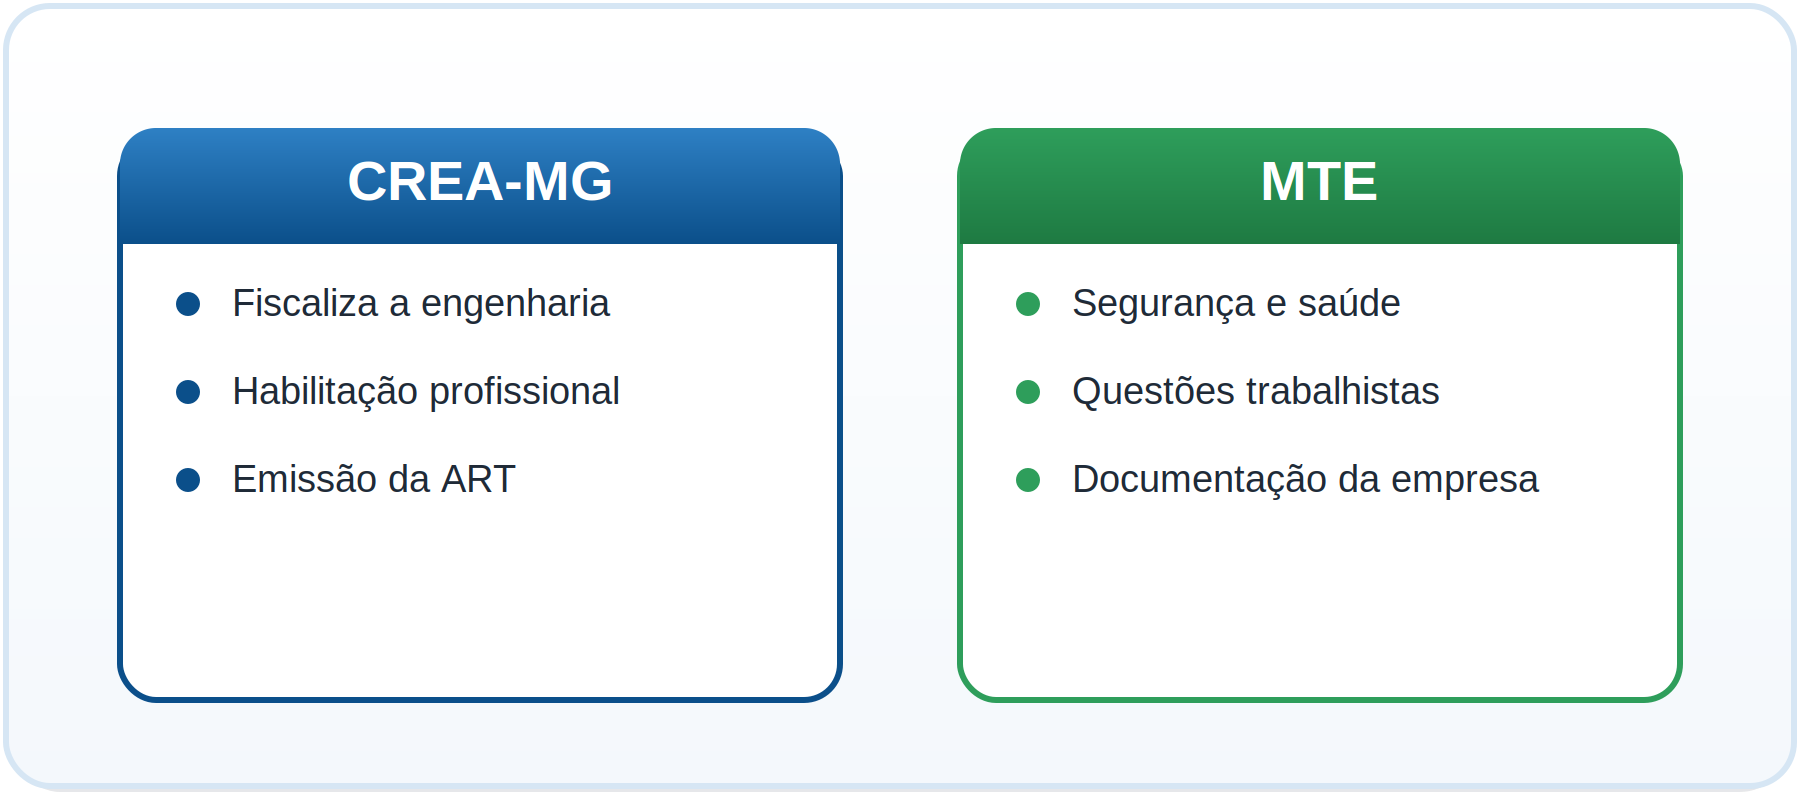 CREA-MG
Fiscaliza a engenharia
Habilitação profissional
Emissão da ART
MTE
Segurança e saúde
Questões trabalhistas
Documentação da empresa